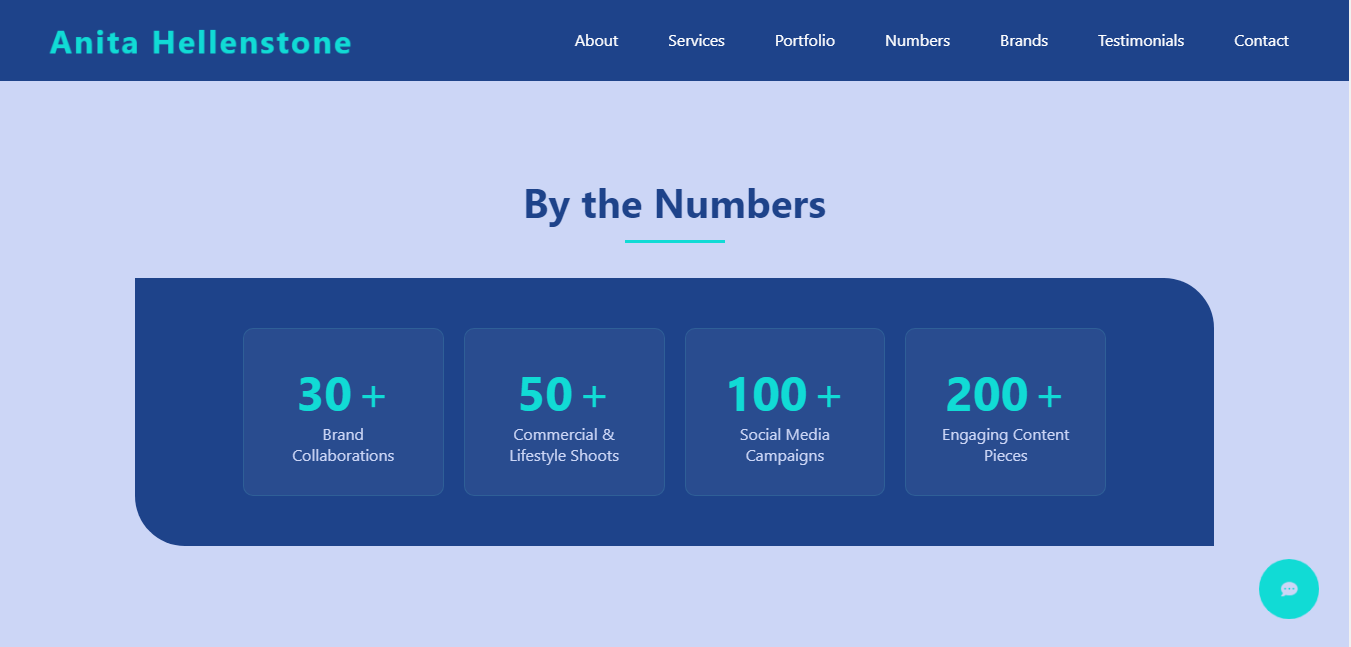 Anita Hellenstone
About Services Portfolio Numbers Brands Testimonials Contact
By the Numbers
30 +
Brand
Collaborations
50 +
Commercial &
Lifestyle Shoots
100 +
Social Media
Campaigns
200 +
Engaging Content
Pieces